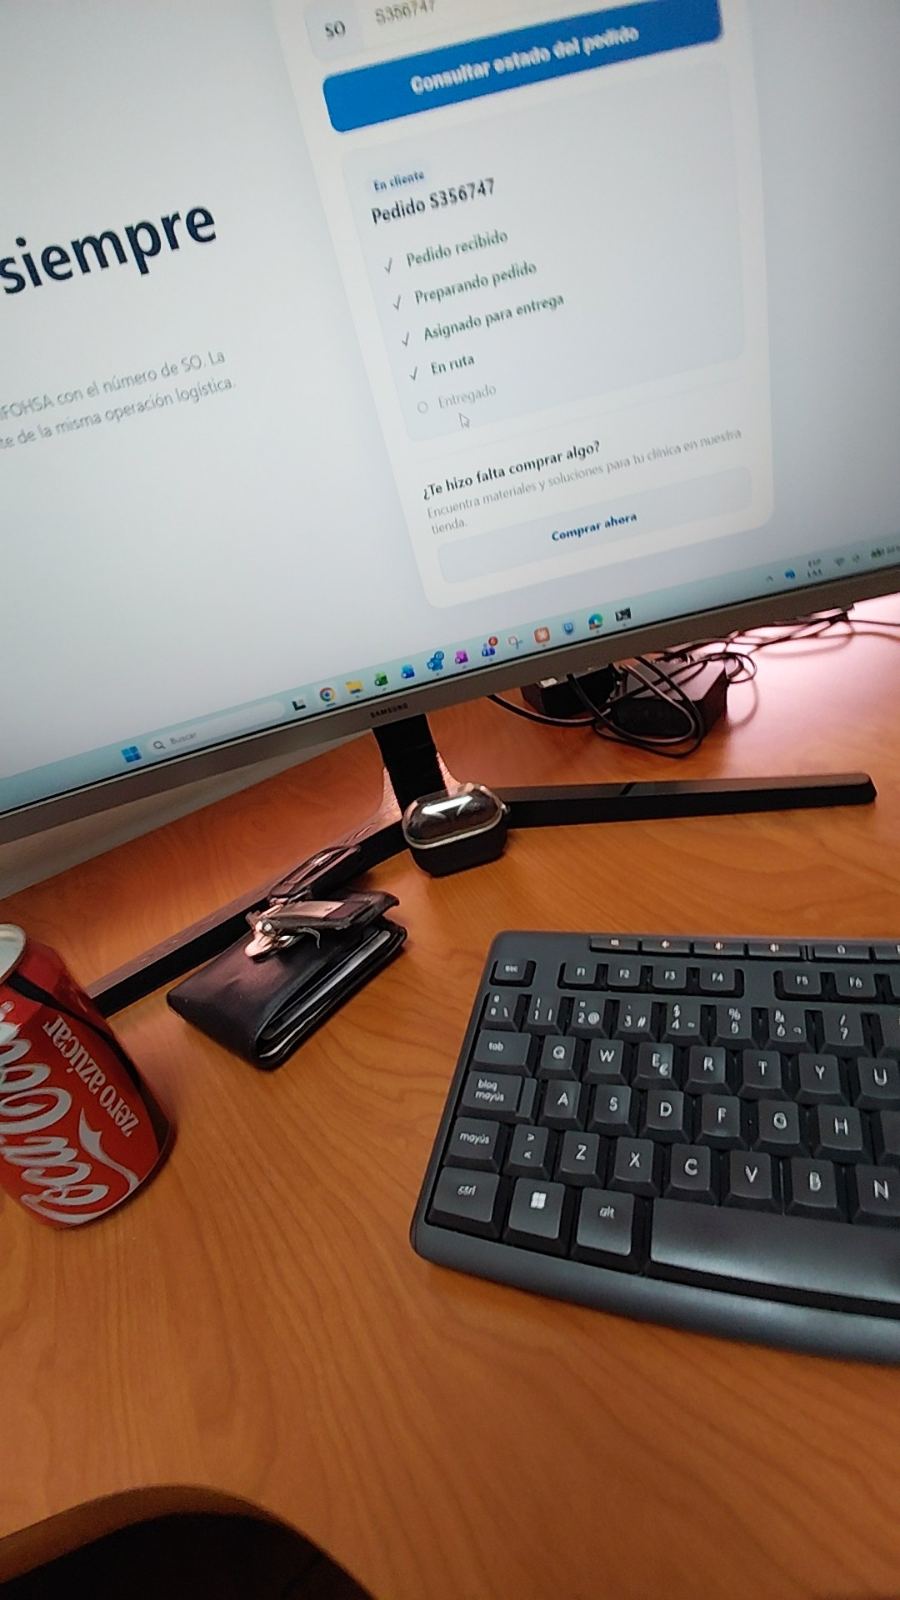 SO S356747
Consultar estado del pedido
En cliente
Pedido S356747
✓ Pedido recibido
✓ Preparando pedido
✓ Asignado para entrega
✓ En ruta
Entregado
¿Te hizo falta comprar algo?
Encuentra materiales y soluciones para tu clínica en nuestra
tienda.
Comprar ahora
siempre
con el número de SO. La
de la misma operación logística.
Buscar
SAMSUNG
Coca-Cola
zero azúcar
esc F1 F2 F3 F4 F5 F6
tab Q W E € R T Y U
bloq
mayús A S D F G H
mayús > < Z X C V B N
ctrl alt